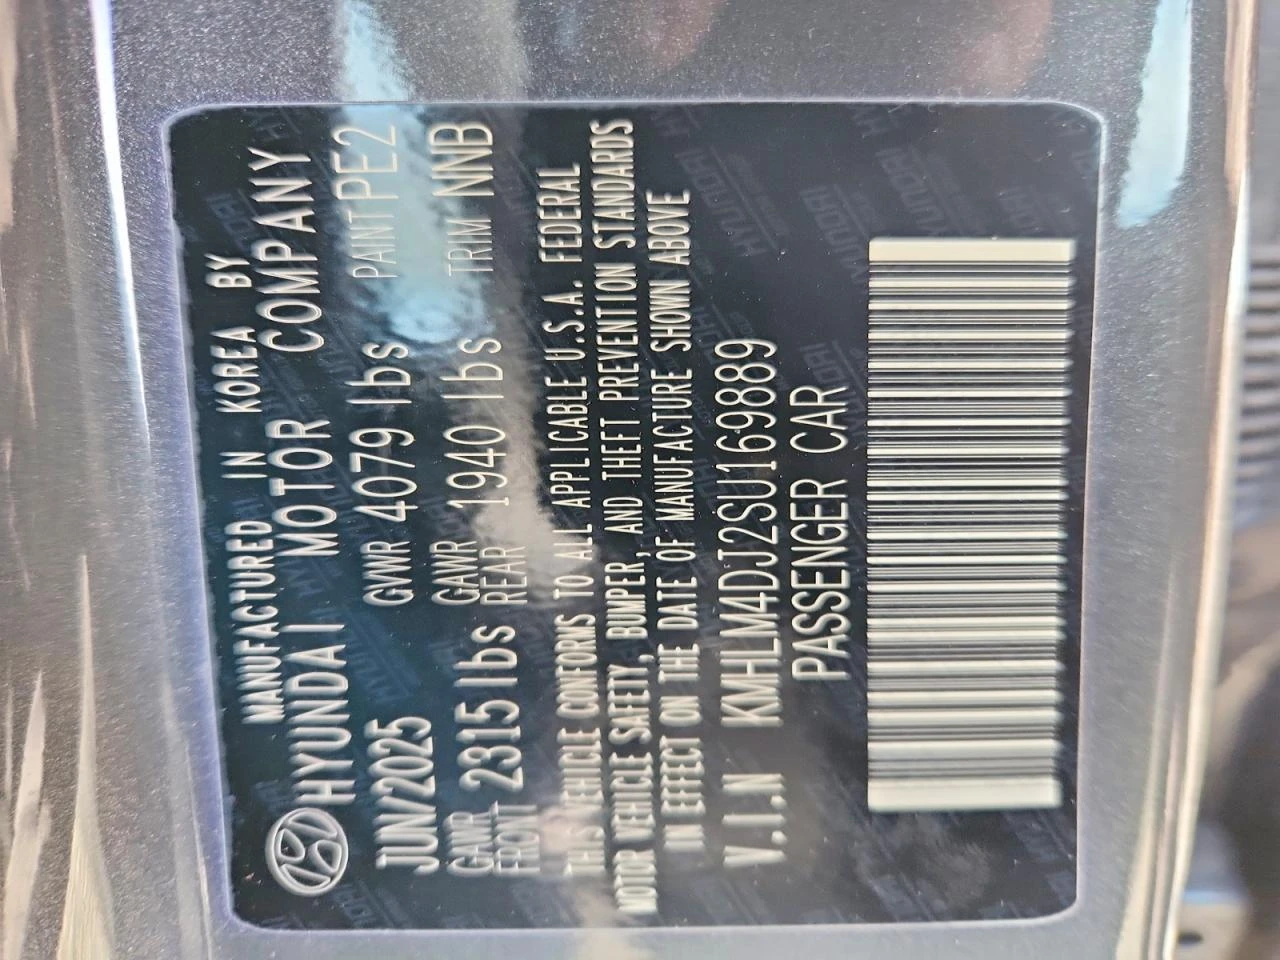 MANUFACTURED IN KOREA BY
HYUNDAI MOTOR COMPANY
JUN/2025 GVWR 4079 lbs PAINT PE2
GAWR FRONT 2315 lbs GAWR REAR 1940 lbs TRIM NNB
THIS VEHICLE CONFORMS TO ALL APPLICABLE U.S.A. FEDERAL
MOTOR VEHICLE SAFETY, BUMPER, AND THEFT PREVENTION STANDARDS
IN EFFECT ON THE DATE OF MANUFACTURE SHOWN ABOVE
V.I.N KMHLM4DJ2SU169889
PASSENGER CAR